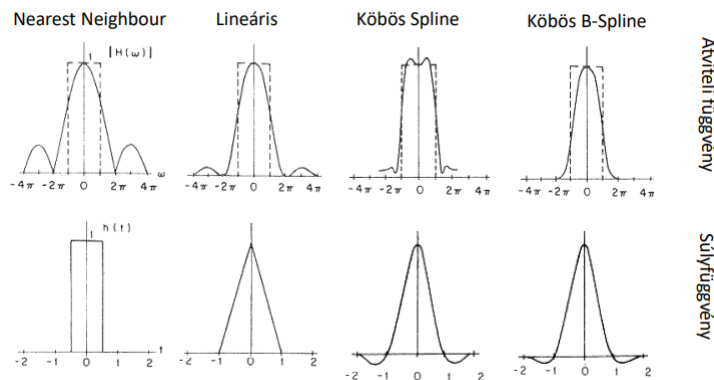 Nearest Neighbour
Lineáris
Köbös Spline
Köbös B-Spline
Átviteli függvény
1
|H(ω)|
ω
-4π -2π 0 2π 4π
-4π -2π 0 2π 4π
-4π -2π 0 2π 4π
-4π -2π 0 2π 4π
Súlyfüggvény
1
h(t)
t
-2 -1 0 1 2
-2 -1 0 1 2
-2 -1 0 1 2
-2 -1 0 1 2